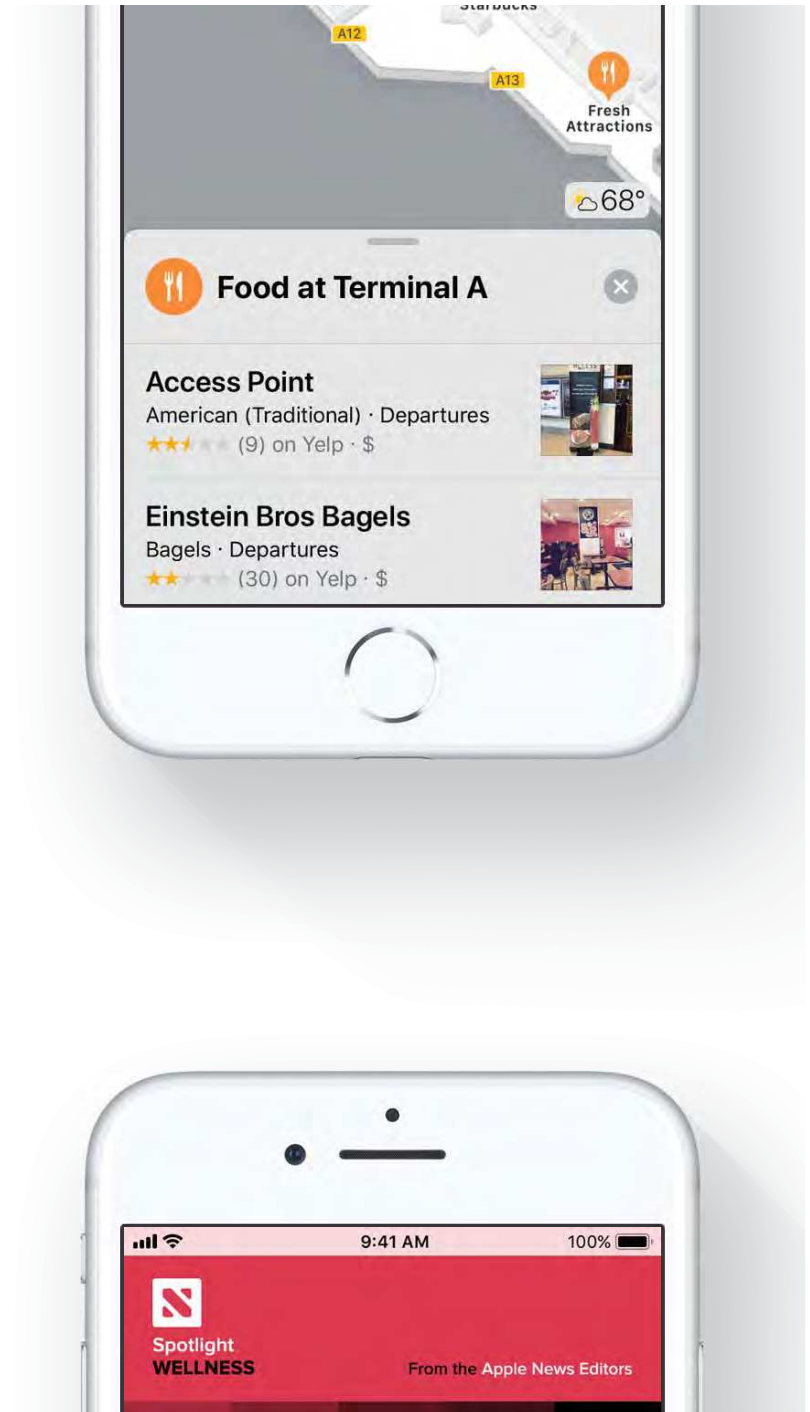 Starbucks
A12
A13
Fresh
Attractions
68°
Food at Terminal A
Access Point
American (Traditional) · Departures
(9) on Yelp · $
Einstein Bros Bagels
Bagels · Departures
(30) on Yelp · $
9:41 AM 100%
Spotlight
WELLNESS From the Apple News Editors